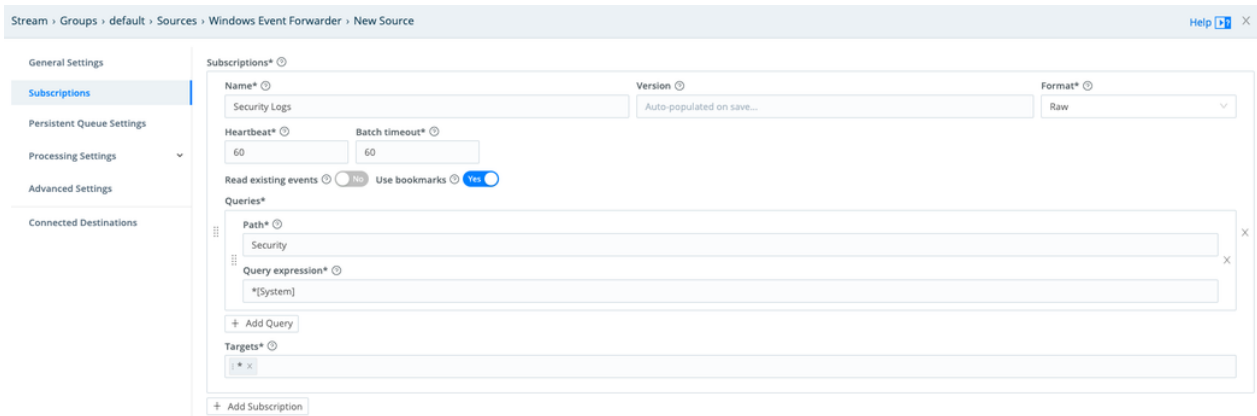 Stream › Groups › default › Sources › Windows Event Forwarder › New Source
Help
General Settings
Subscriptions
Persistent Queue Settings
Processing Settings
Advanced Settings
Connected Destinations
Subscriptions*
Name* Version Format*
Security Logs Auto-populated on save... Raw
Heartbeat* Batch timeout*
60 60
Read existing events No Use bookmarks Yes
Queries*
Path*
Security
Query expression*
*[System]
+ Add Query
Targets*
*
+ Add Subscription